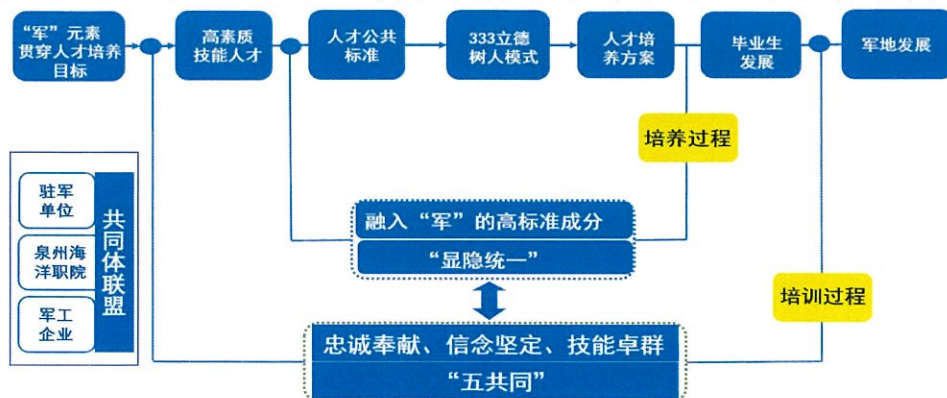 “军”元素
贯穿人才培养
目标
高素质
技能人才
人才公共
标准
333立德
树人模式
人才培
养方案
毕业生
发展
军地发展
培养过程
驻军
单位
泉州海
洋职院
军工
企业
共同体联盟
融入“军”的高标准成分
“显隐统一”
培训过程
忠诚奉献、信念坚定、技能卓群
“五共同”